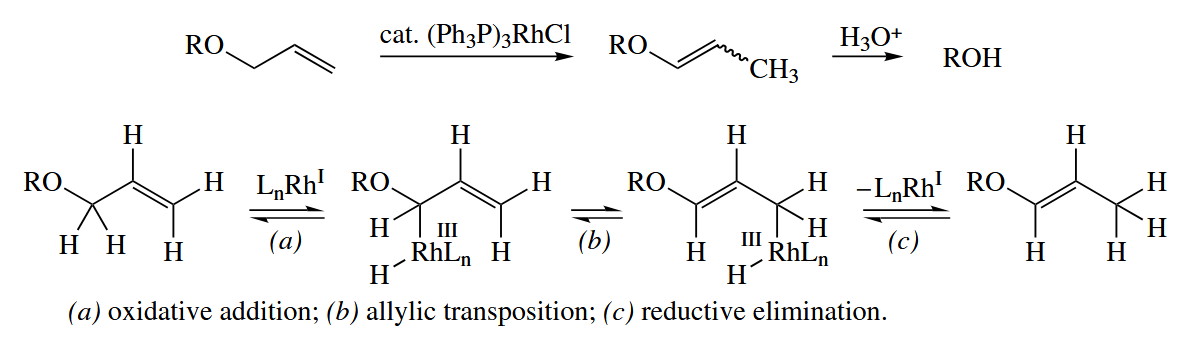 RO cat. (Ph₃P)₃RhCl RO CH₃ H₃O⁺ ROH
H H H H
RO H LₙRhᴵ RO H RO H –LₙRhᴵ RO H
H H H (a) H III RhLₙ H H (b) H III RhLₙ H H (c) H H H
(a) oxidative addition; (b) allylic transposition; (c) reductive elimination.